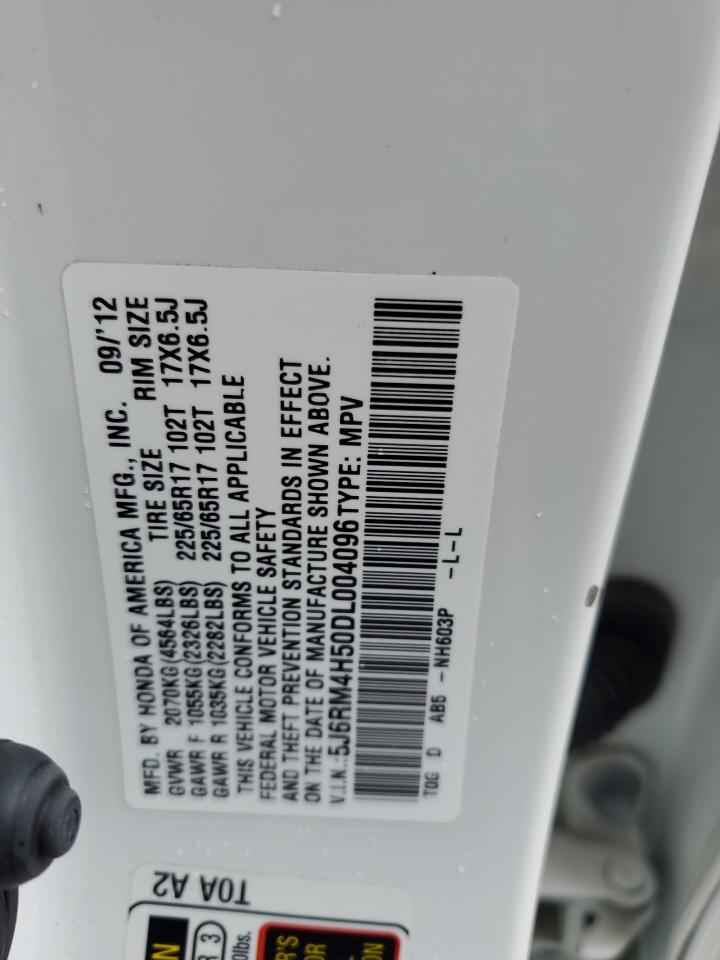 MFD. BY HONDA OF AMERICA MFG., INC. 09/'12
GVWR 2070KG(4564LBS) TIRE SIZE RIM SIZE
GAWR F 1055KG(2326LBS) 225/65R17 102T 17X6.5J
GAWR R 1035KG(2282LBS) 225/65R17 102T 17X6.5J
THIS VEHICLE CONFORMS TO ALL APPLICABLE
FEDERAL MOTOR VEHICLE SAFETY
AND THEFT PREVENTION STANDARDS IN EFFECT
ON THE DATE OF MANUFACTURE SHOWN ABOVE.
V.I.N.:5J6RM4H50DL004096 TYPE: MPV
T0G D AB5 -NH603P -L-L
T0A A2